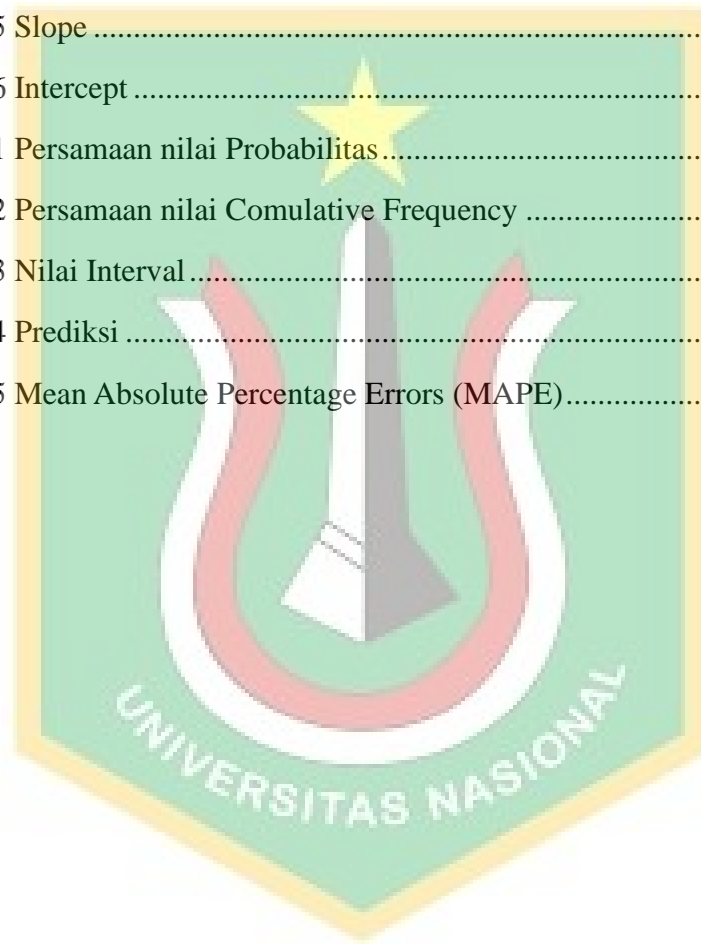 5 Slope ................................................................................
6 Intercept ...........................................................................
1 Persamaan nilai Probabilitas............................................
2 Persamaan nilai Comulative Frequency ........................
3 Nilai Interval ....................................................................
4 Prediksi ............................................................................
5 Mean Absolute Percentage Errors (MAPE)...................
UNIVERSITAS NASIONAL